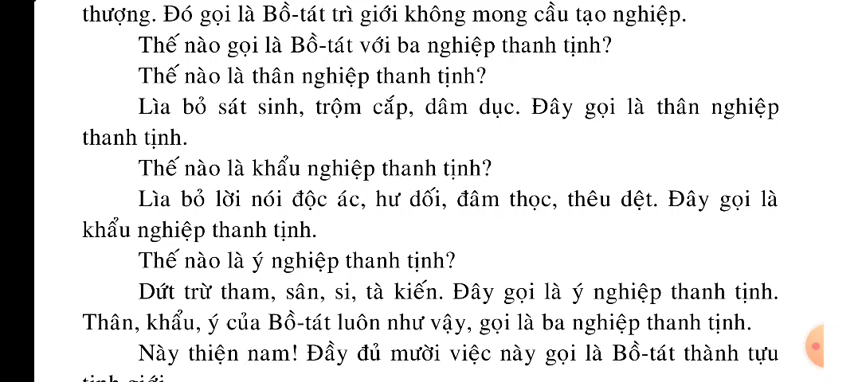 thượng. Đó gọi là Bồ-tát trì giới không mong cầu tạo nghiệp.
Thế nào gọi là Bồ-tát với ba nghiệp thanh tịnh?
Thế nào là thân nghiệp thanh tịnh?
Lìa bỏ sát sinh, trộm cắp, dâm dục. Đây gọi là thân nghiệp
thanh tịnh.
Thế nào là khẩu nghiệp thanh tịnh?
Lìa bỏ lời nói độc ác, hư dối, đâm thọc, thêu dệt. Đây gọi là
khẩu nghiệp thanh tịnh.
Thế nào là ý nghiệp thanh tịnh?
Dứt trừ tham, sân, si, tà kiến. Đây gọi là ý nghiệp thanh tịnh.
Thân, khẩu, ý của Bồ-tát luôn như vậy, gọi là ba nghiệp thanh tịnh.
Này thiện nam! Đầy đủ mười việc này gọi là Bồ-tát thành tựu